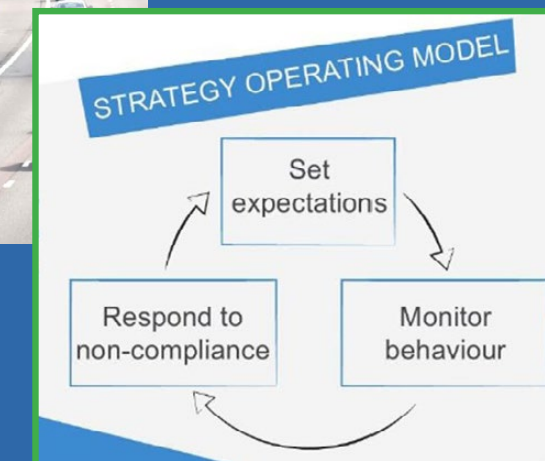 STRATEGY OPERATING MODEL
Set
expectations
Respond to
non-compliance
Monitor
behaviour